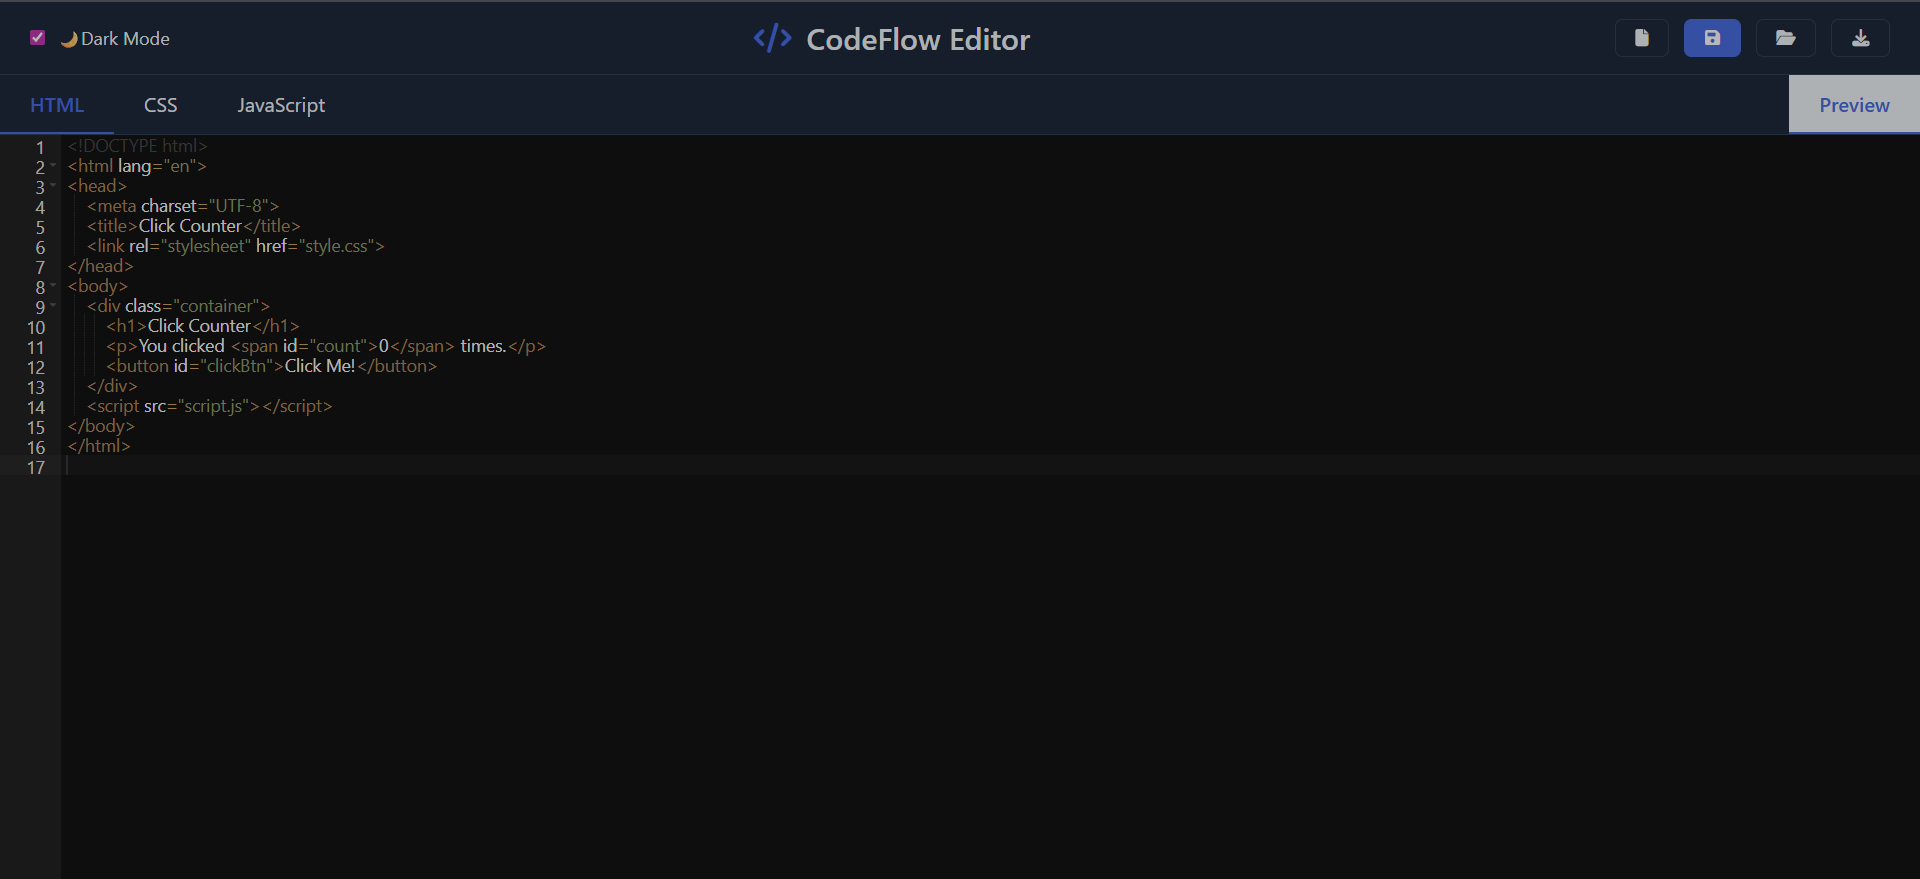 Dark Mode
</> CodeFlow Editor
HTML CSS JavaScript Preview
1 <!DOCTYPE html>
2 <html lang="en">
3 <head>
4     <meta charset="UTF-8">
5     <title>Click Counter</title>
6     <link rel="stylesheet" href="style.css">
7 </head>
8 <body>
9     <div class="container">
10         <h1>Click Counter</h1>
11         <p>You clicked <span id="count">0</span> times.</p>
12         <button id="clickBtn">Click Me!</button>
13     </div>
14     <script src="script.js"></script>
15 </body>
16 </html>
17